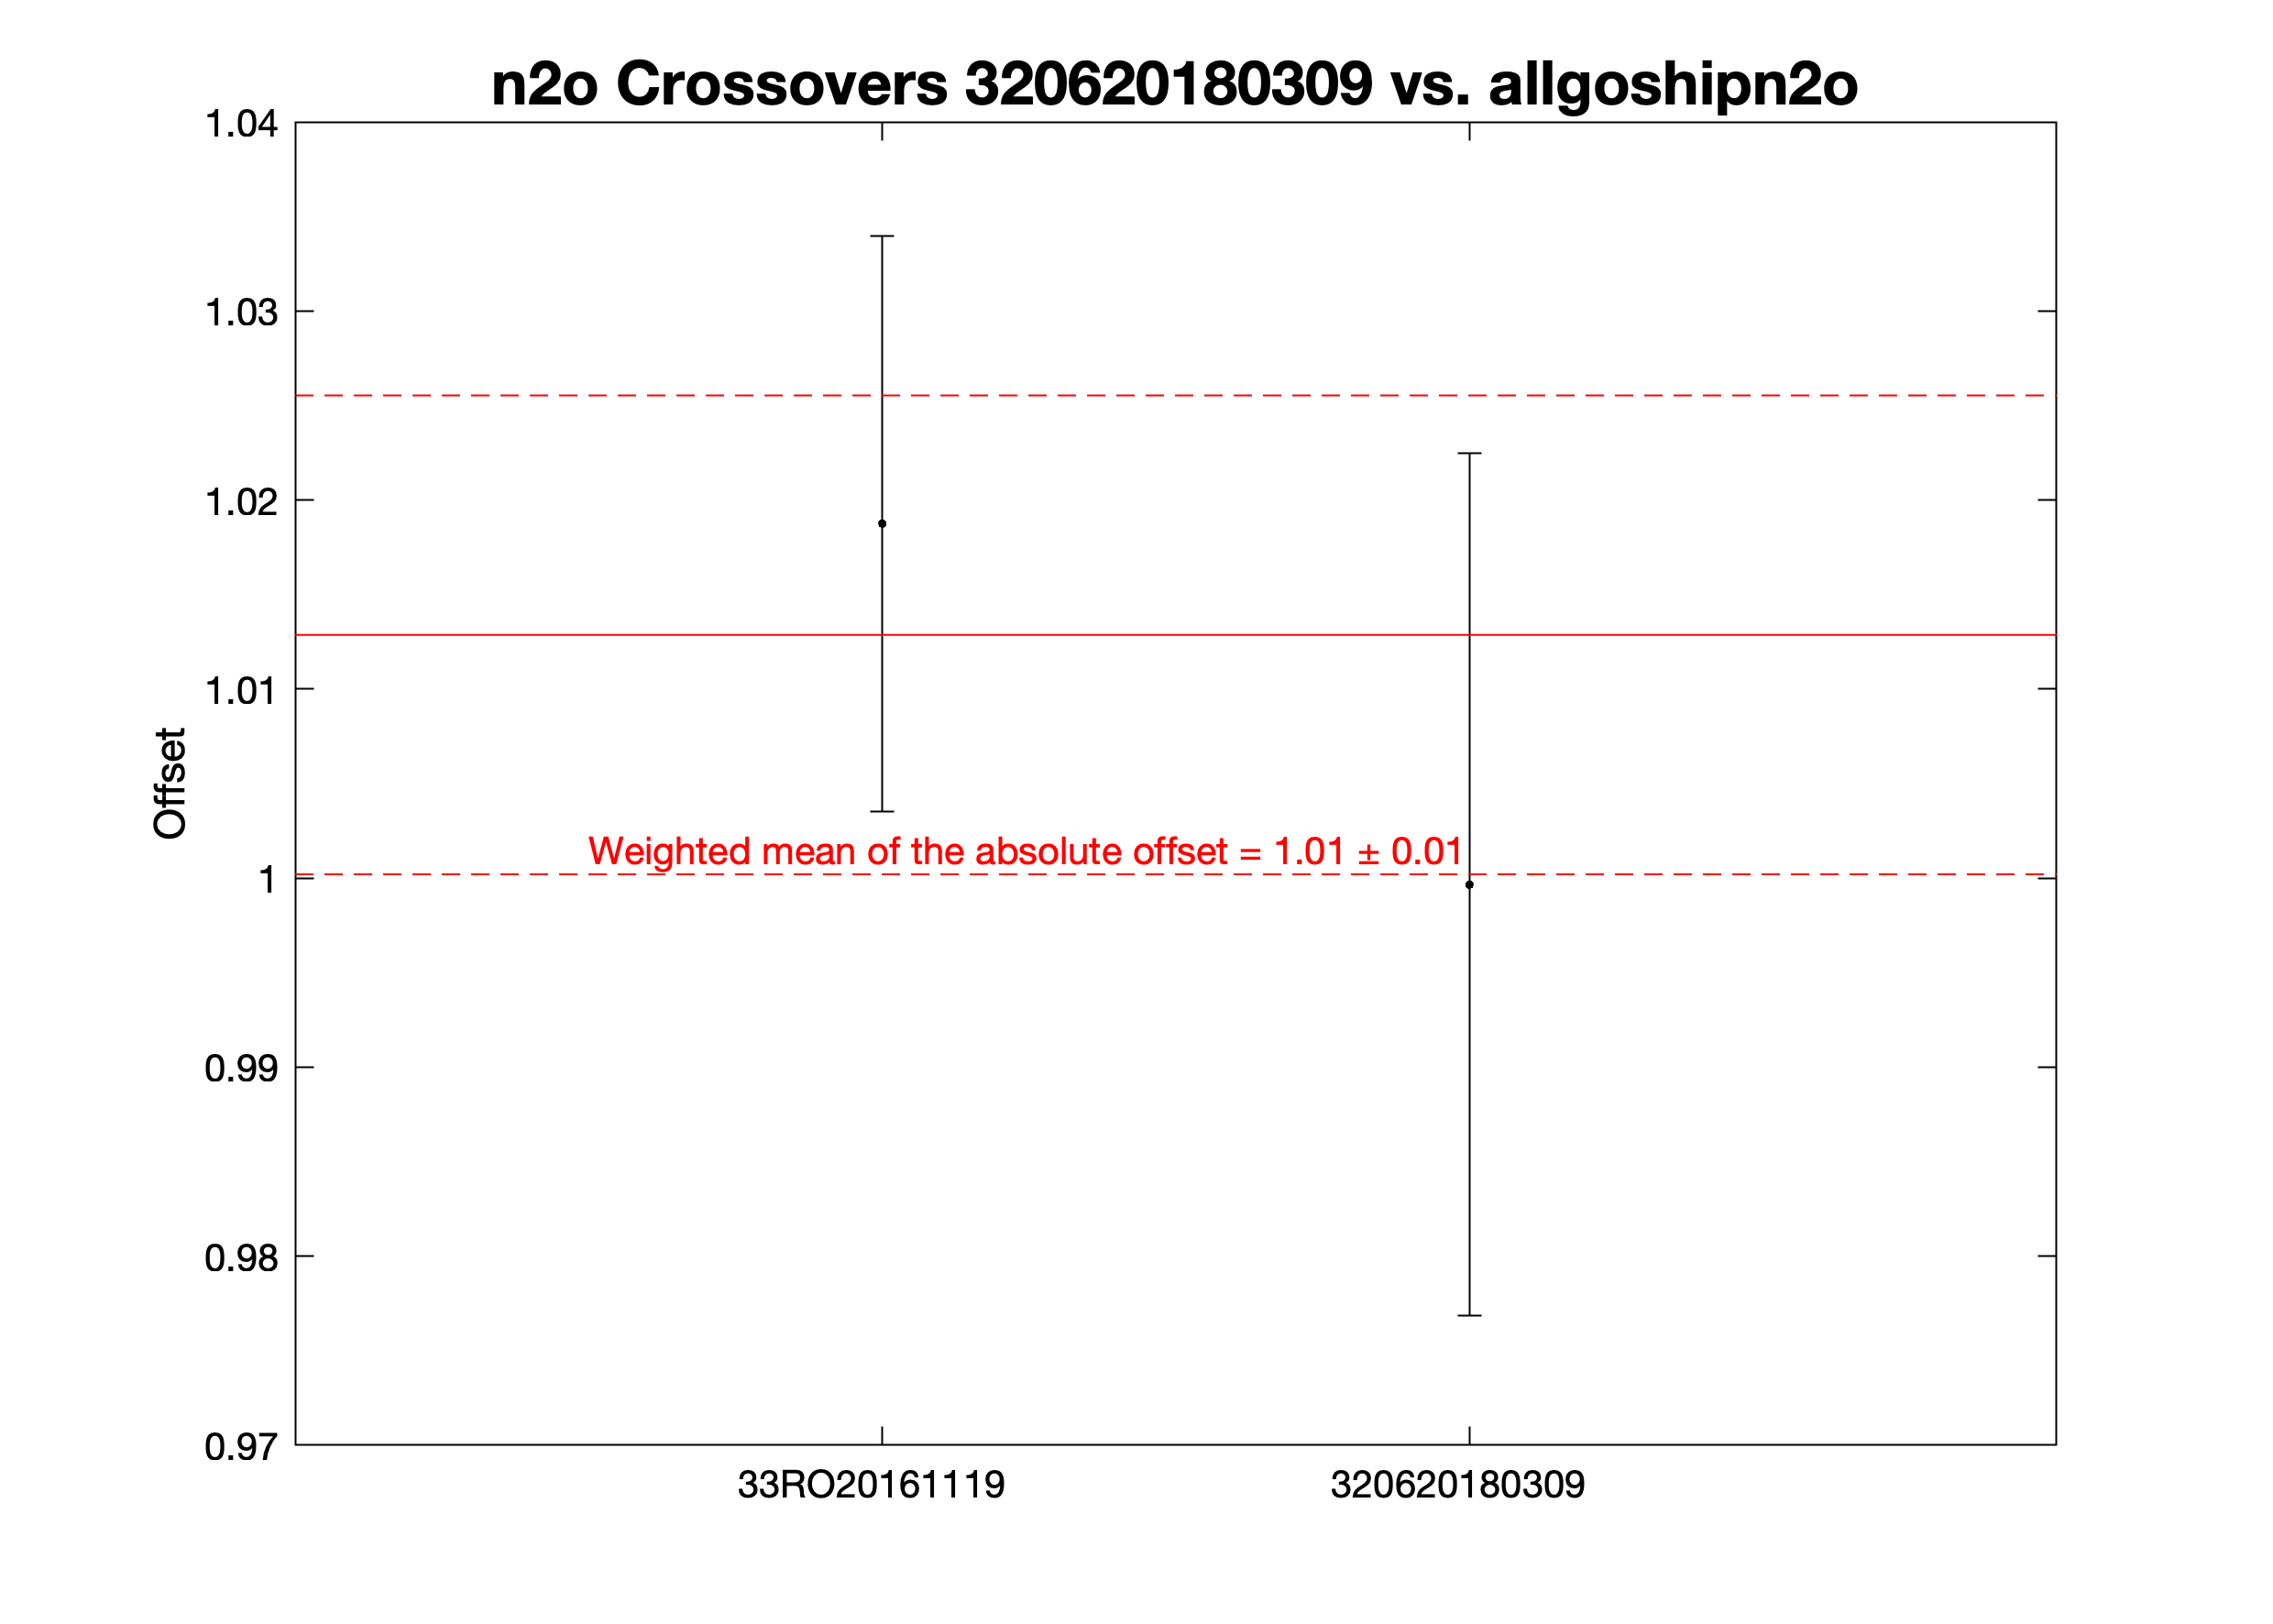 n2o Crossovers 320620180309 vs. allgoshipn2o
1.04
1.03
1.02
1.01
1
0.99
0.98
0.97
Offset
Weighted mean of the absolute offset = 1.01 ± 0.01
33RO20161119
320620180309